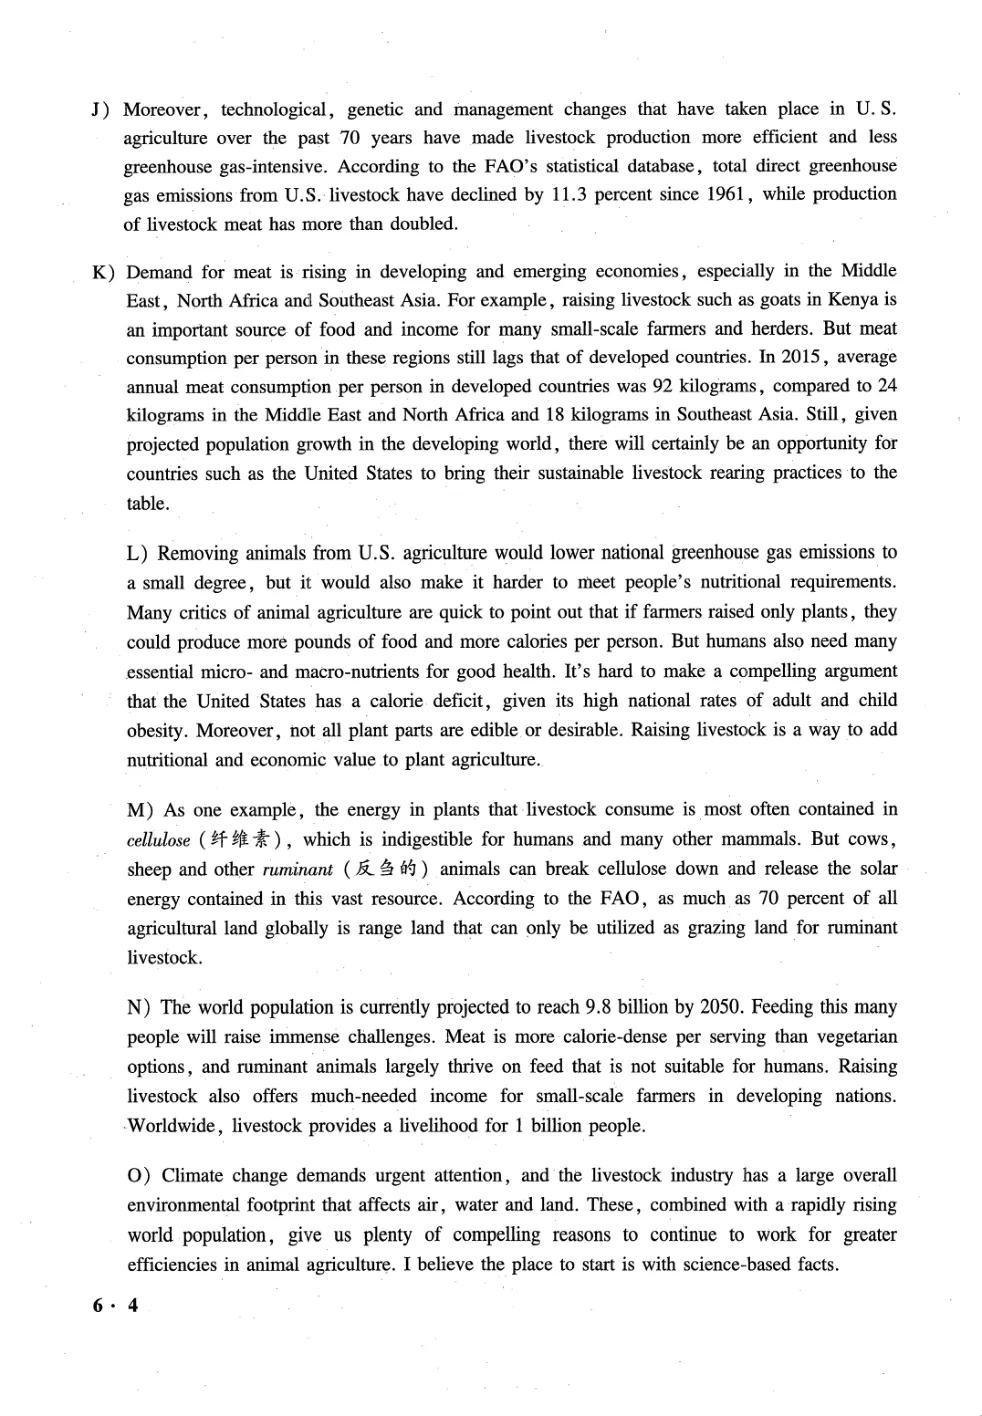 J) Moreover, technological, genetic and management changes that have taken place in U.S.
agriculture over the past 70 years have made livestock production more efficient and less
greenhouse gas-intensive. According to the FAO's statistical database, total direct greenhouse
gas emissions from U.S. livestock have declined by 11.3 percent since 1961, while production
of livestock meat has more than doubled.
K) Demand for meat is rising in developing and emerging economies, especially in the Middle
East, North Africa and Southeast Asia. For example, raising livestock such as goats in Kenya is
an important source of food and income for many small-scale farmers and herders. But meat
consumption per person in these regions still lags that of developed countries. In 2015, average
annual meat consumption per person in developed countries was 92 kilograms, compared to 24
kilograms in the Middle East and North Africa and 18 kilograms in Southeast Asia. Still, given
projected population growth in the developing world, there will certainly be an opportunity for
countries such as the United States to bring their sustainable livestock rearing practices to the
table.
L) Removing animals from U.S. agriculture would lower national greenhouse gas emissions to
a small degree, but it would also make it harder to meet people's nutritional requirements.
Many critics of animal agriculture are quick to point out that if farmers raised only plants, they
could produce more pounds of food and more calories per person. But humans also need many
essential micro- and macro-nutrients for good health. It's hard to make a compelling argument
that the United States has a calorie deficit, given its high national rates of adult and child
obesity. Moreover, not all plant parts are edible or desirable. Raising livestock is a way to add
nutritional and economic value to plant agriculture.
M) As one example, the energy in plants that livestock consume is most often contained in
cellulose (纤维素), which is indigestible for humans and many other mammals. But cows,
sheep and other ruminant (反刍的) animals can break cellulose down and release the solar
energy contained in this vast resource. According to the FAO, as much as 70 percent of all
agricultural land globally is range land that can only be utilized as grazing land for ruminant
livestock.
N) The world population is currently projected to reach 9.8 billion by 2050. Feeding this many
people will raise immense challenges. Meat is more calorie-dense per serving than vegetarian
options, and ruminant animals largely thrive on feed that is not suitable for humans. Raising
livestock also offers much-needed income for small-scale farmers in developing nations.
Worldwide, livestock provides a livelihood for 1 billion people.
O) Climate change demands urgent attention, and the livestock industry has a large overall
environmental footprint that affects air, water and land. These, combined with a rapidly rising
world population, give us plenty of compelling reasons to continue to work for greater
efficiencies in animal agriculture. I believe the place to start is with science-based facts.
6 · 4